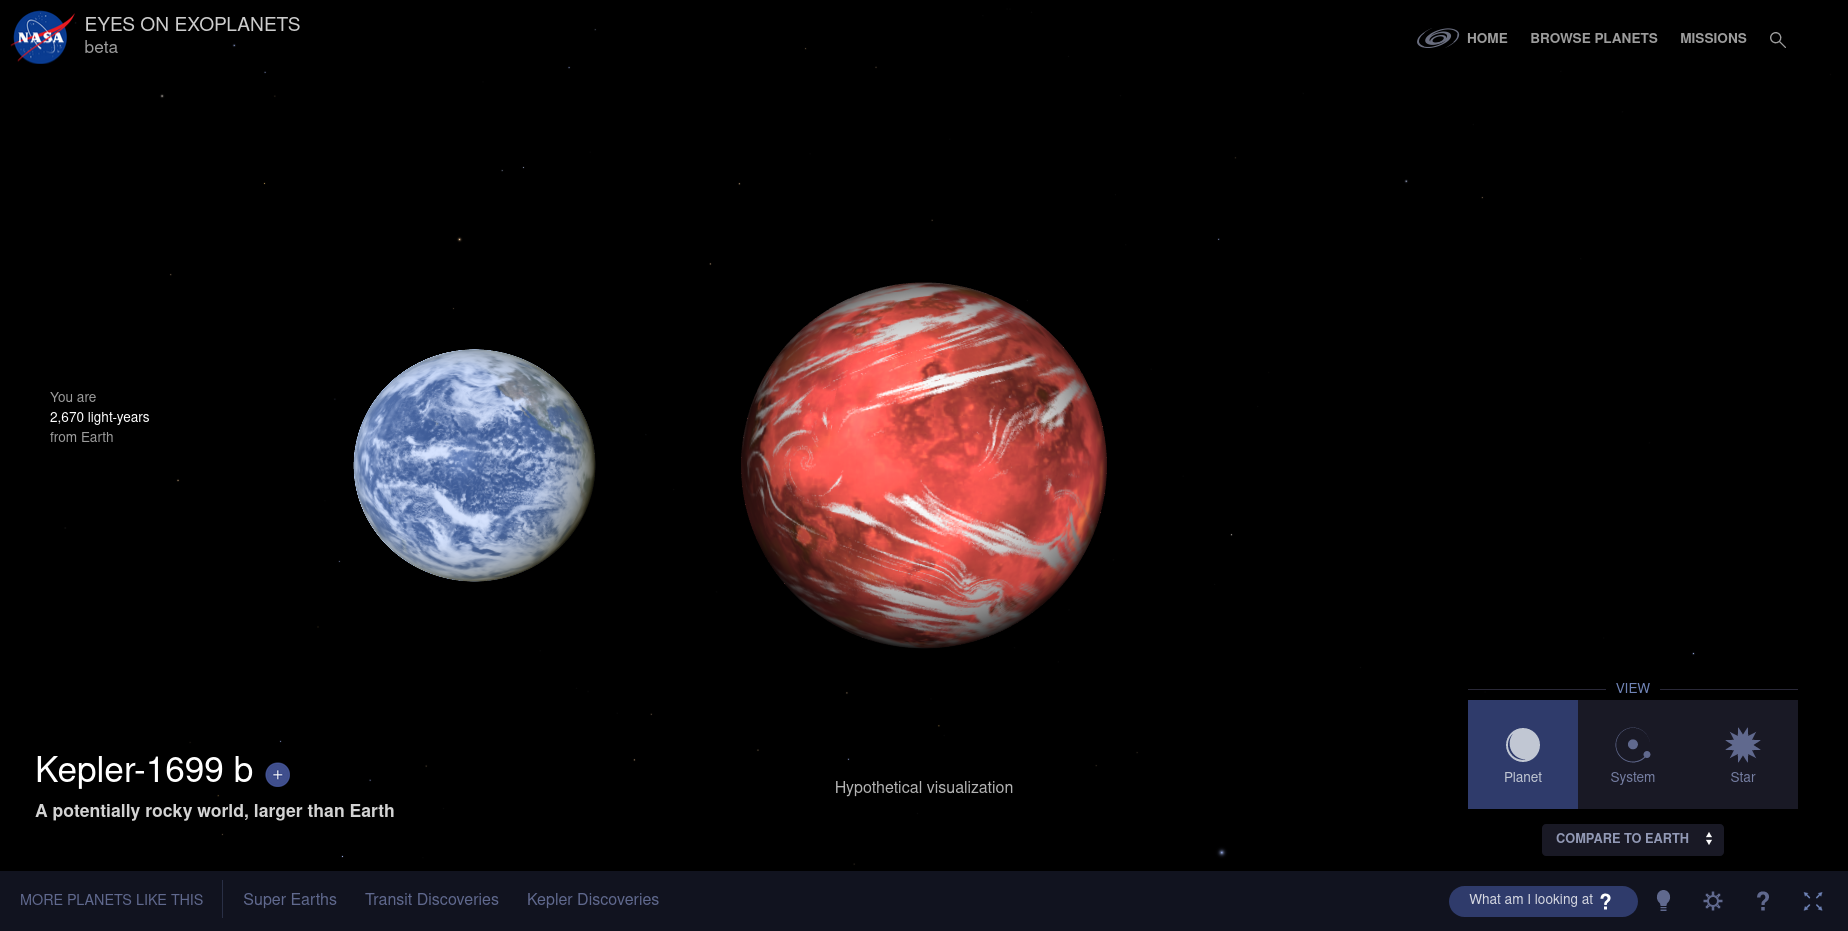 NASA
EYES ON EXOPLANETS
beta
HOME
BROWSE PLANETS
MISSIONS
You are
2,670 light-years
from Earth
VIEW
Planet
System
Star
Kepler-1699 b +
A potentially rocky world, larger than Earth
Hypothetical visualization
COMPARE TO EARTH
MORE PLANETS LIKE THIS
Super Earths
Transit Discoveries
Kepler Discoveries
What am I looking at ?
?